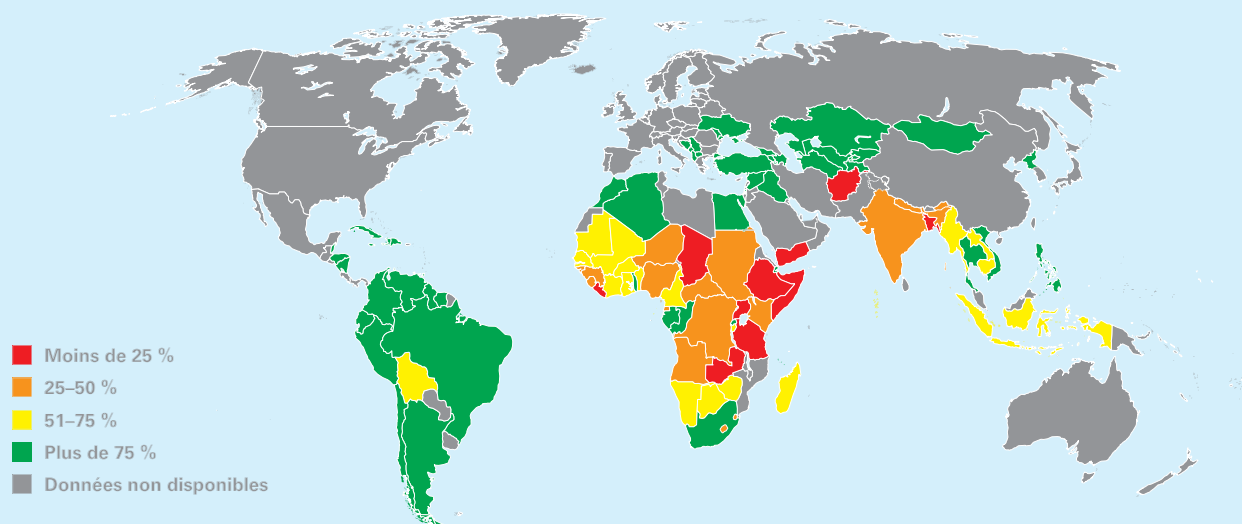 Moins de 25 %
25–50 %
51–75 %
Plus de 75 %
Données non disponibles